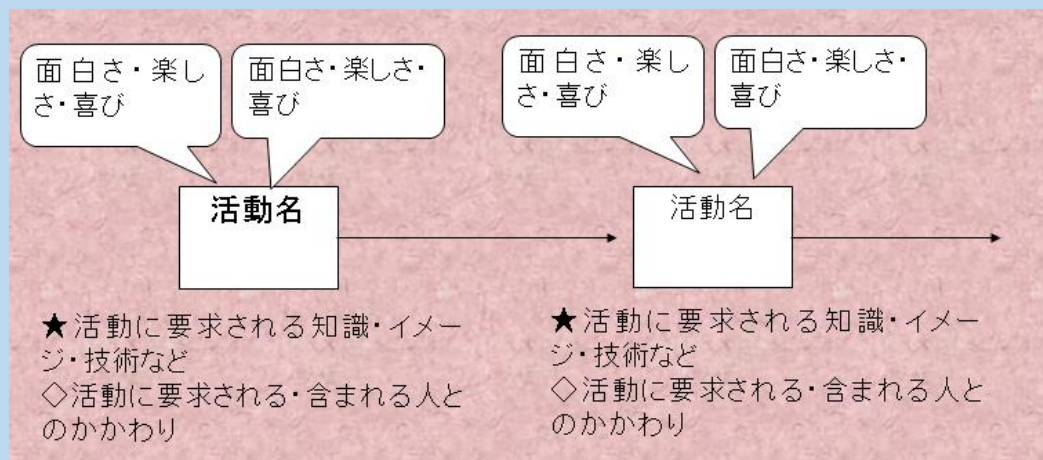 面白さ・楽し
さ・喜び
面白さ・楽しさ・
喜び
面白さ・楽し
さ・喜び
面白さ・楽しさ・
喜び
活動名
活動名
★活動に要求される知識・イメー
ジ・技術など
◇活動に要求される・含まれる人と
のかかわり
★活動に要求される知識・イメー
ジ・技術など
◇活動に要求される・含まれる人と
のかかわり